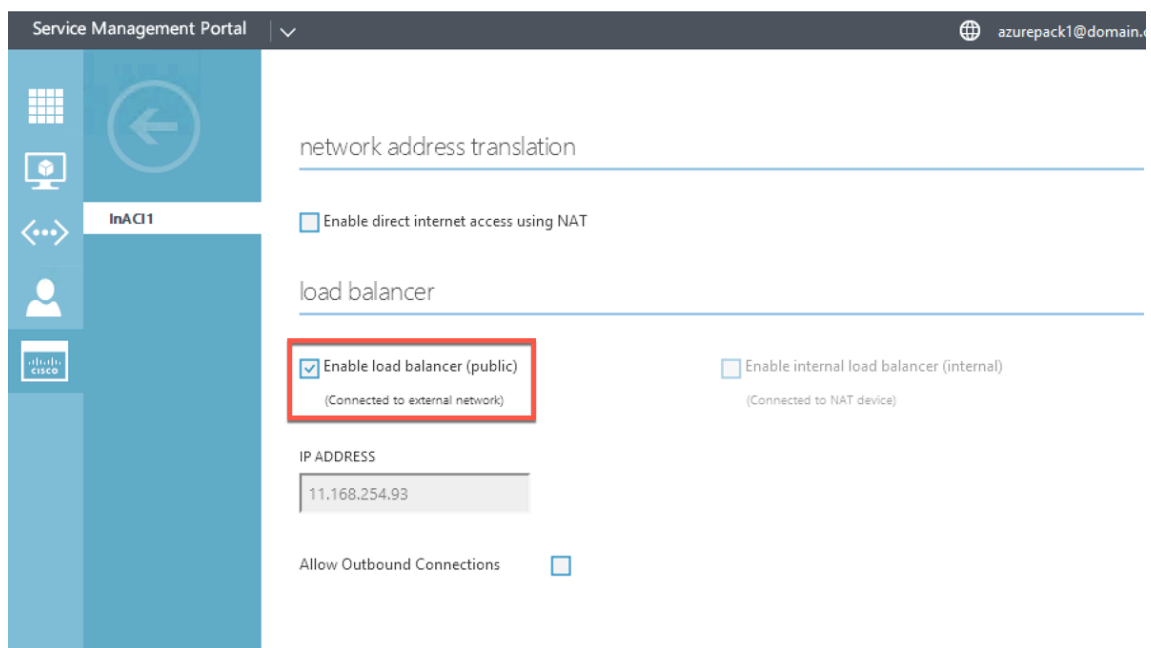 Service Management Portal
azurepack1@domain.
InACI1
network address translation
Enable direct internet access using NAT
load balancer
Enable load balancer (public)
(Connected to external network)
Enable internal load balancer (internal)
(Connected to NAT device)
IP ADDRESS
11.168.254.93
Allow Outbound Connections
cisco